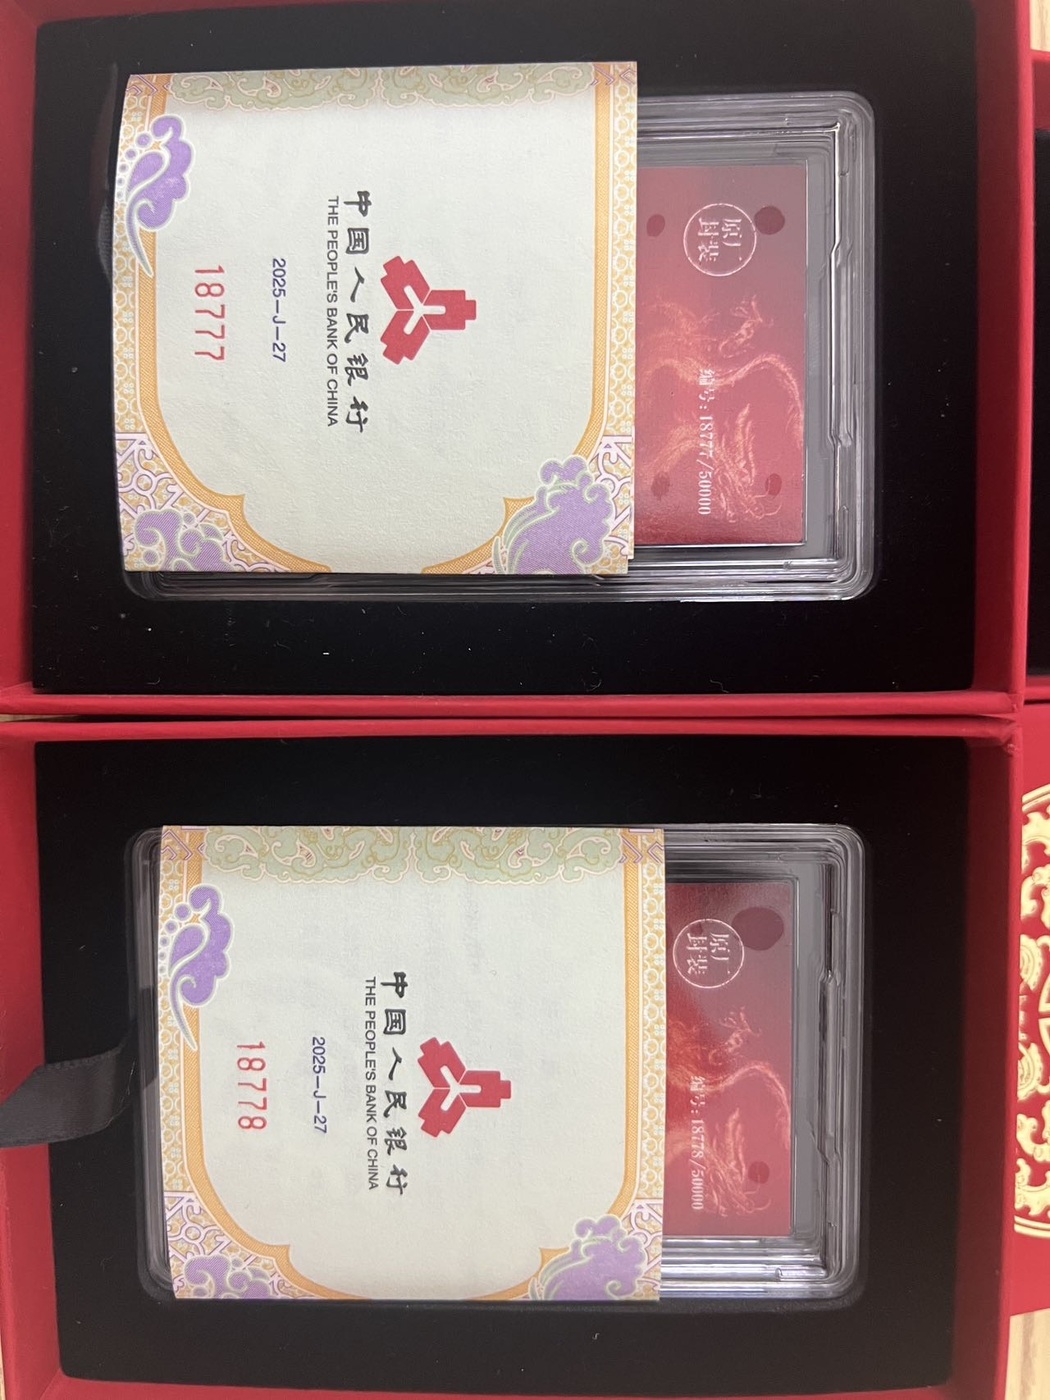 中国人民银行
THE PEOPLE'S BANK OF CHINA
2025-J-27
18777
原厂
封装
编号:18777/50000
中国人民银行
THE PEOPLE'S BANK OF CHINA
2025-J-27
18778
原厂
封装
编号:18778/50000